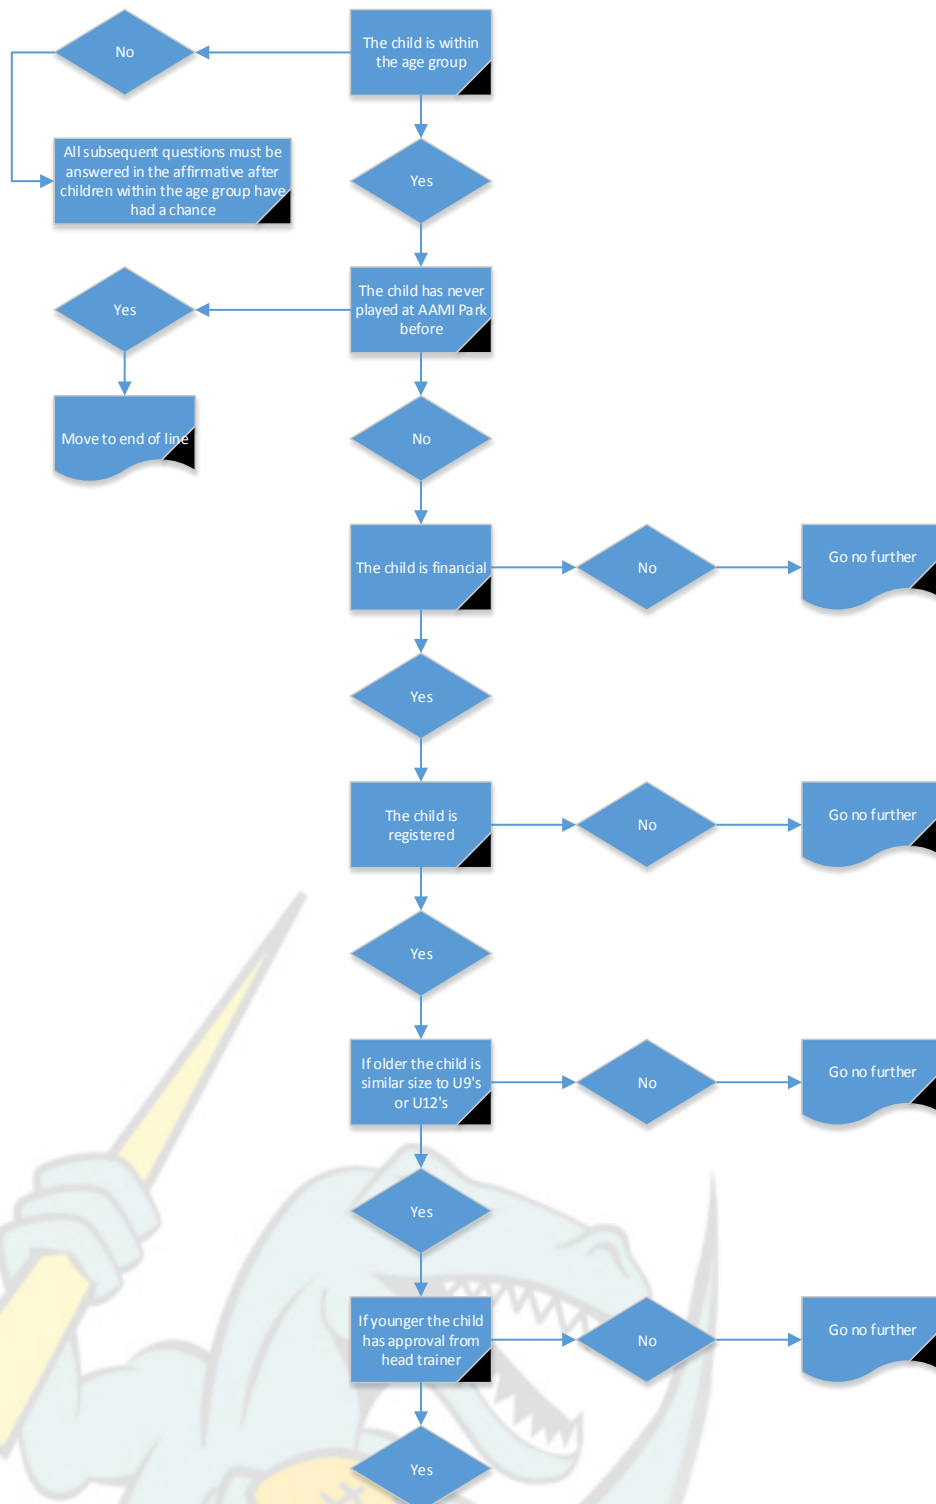 No
The child is within
the age group
All subsequent questions must be
answered in the affirmative after
children within the age group have
had a chance
Yes
Yes
The child has never
played at AAMI Park
before
Move to end of line
No
The child is financial
No
Go no further
Yes
The child is
registered
No
Go no further
Yes
If older the child is
similar size to U9's
or U12's
No
Go no further
Yes
If younger the child
has approval from
head trainer
No
Go no further
Yes